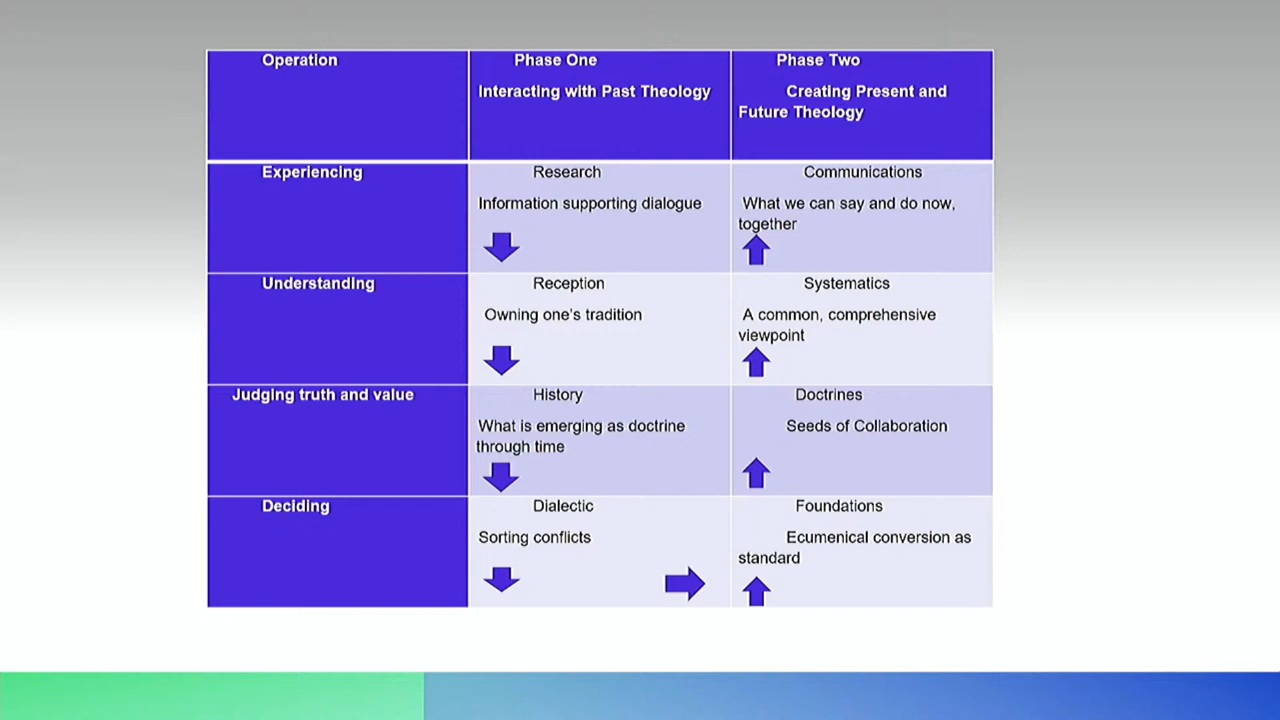 Operation
Phase One
Interacting with Past Theology
Phase Two
Creating Present and
Future Theology
Experiencing
Research
Information supporting dialogue
Communications
What we can say and do now,
together
Understanding
Reception
Owning one's tradition
Systematics
A common, comprehensive
viewpoint
Judging truth and value
History
What is emerging as doctrine
through time
Doctrines
Seeds of Collaboration
Deciding
Dialectic
Sorting conflicts
Foundations
Ecumenical conversion as
standard